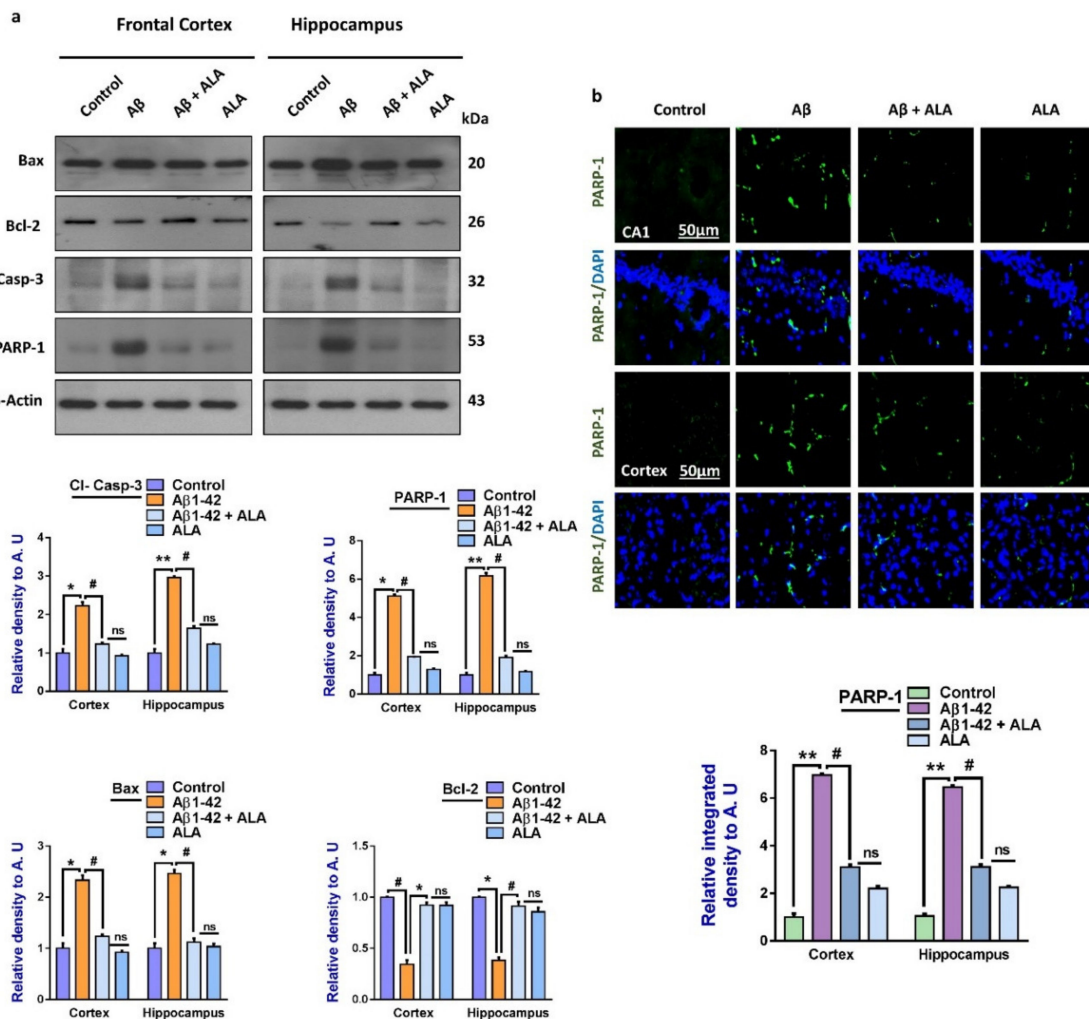 a
Frontal Cortex Hippocampus
Control Aβ Aβ + ALA ALA Control Aβ Aβ + ALA ALA
kDa
Bax 20
Bcl-2 26
Casp-3 32
PARP-1 53
-Actin 43
b
Control Aβ Aβ + ALA ALA
PARP-1
CA1 50μm
PARP-1/DAPI
PARP-1
Cortex 50μm
PARP-1/DAPI
Cl- Casp-3
Control
Aβ1-42
Aβ1-42 + ALA
ALA
Relative density to A. U
4
3
2
1
0
* # ns ** # ns
Cortex Hippocampus
PARP-1
Control
Aβ1-42
Aβ1-42 + ALA
ALA
Relative density to A. U
8
6
4
2
0
* # ns ** # ns
Cortex Hippocampus
Bax
Control
Aβ1-42
Aβ1-42 + ALA
ALA
Relative density to A. U
3
2
1
0
* # ns * # ns
Cortex Hippocampus
Bcl-2
Control
Aβ1-42
Aβ1-42 + ALA
ALA
Relative density to A. U
1.5
1.0
0.5
0.0
# * ns * # ns
Cortex Hippocampus
PARP-1
Control
Aβ1-42
Aβ1-42 + ALA
ALA
Relative integrated
density to A. U
8
6
4
2
0
** # ns ** # ns
Cortex Hippocampus